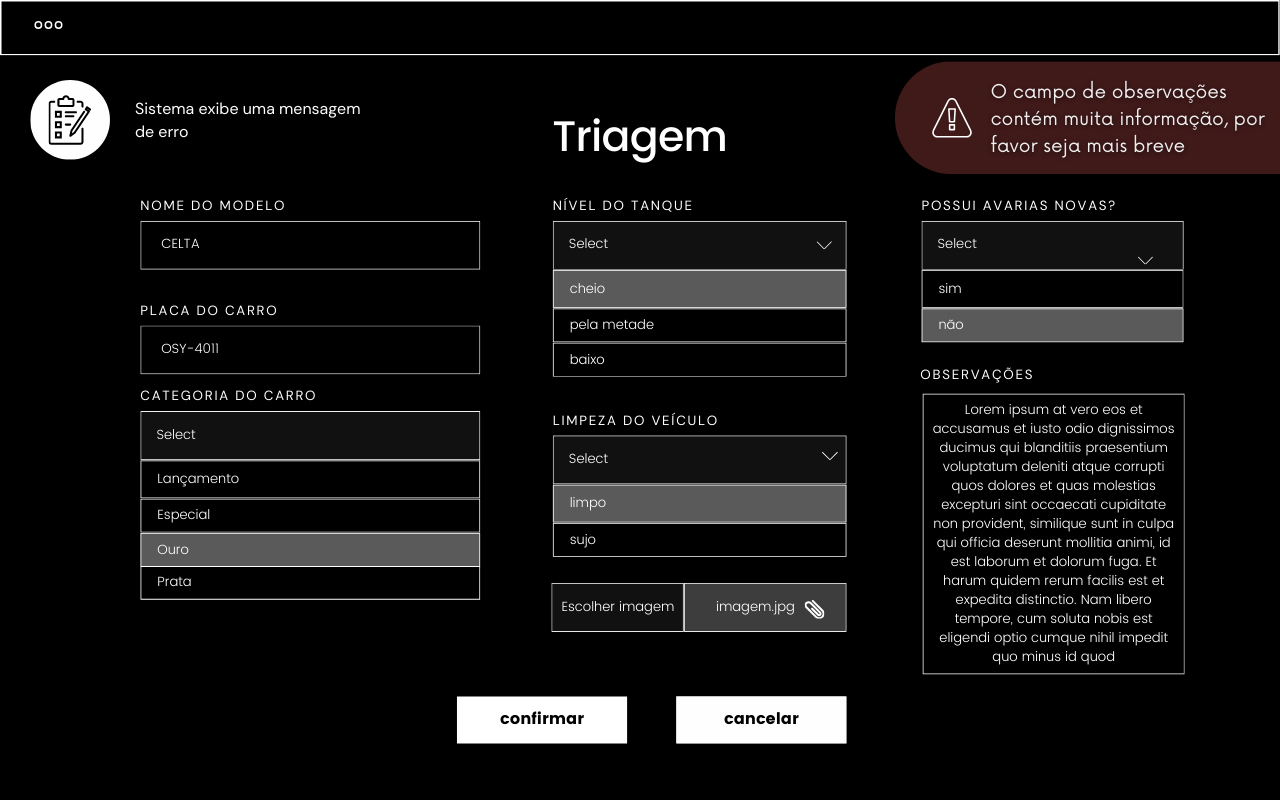 Sistema exibe uma mensagem
de erro
Triagem
O campo de observações
contém muita informação, por
favor seja mais breve
NOME DO MODELO
CELTA
PLACA DO CARRO
OSY-4011
CATEGORIA DO CARRO
Select
Lançamento
Especial
Ouro
Prata
NÍVEL DO TANQUE
Select
cheio
pela metade
baixo
LIMPEZA DO VEÍCULO
Select
limpo
sujo
Escolher imagem
imagem.jpg
POSSUI AVARIAS NOVAS?
Select
sim
não
OBSERVAÇÕES
Lorem ipsum at vero eos et
accusamus et iusto odio dignissimos
ducimus qui blanditiis praesentium
voluptatum deleniti atque corrupti
quos dolores et quas molestias
excepturi sint occaecati cupiditate
non provident, similique sunt in culpa
qui officia deserunt mollitia animi, id
est laborum et dolorum fuga. Et
harum quidem rerum facilis est et
expedita distinctio. Nam libero
tempore, cum soluta nobis est
eligendi optio cumque nihil impedit
quo minus id quod
confirmar
cancelar